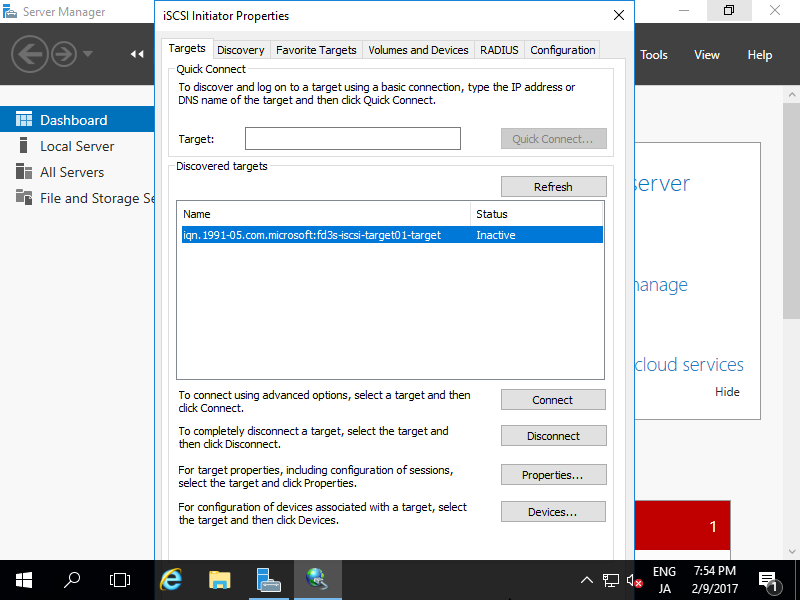 Server Manager
iSCSI Initiator Properties
Tools View Help
Targets Discovery Favorite Targets Volumes and Devices RADIUS Configuration
Quick Connect
To discover and log on to a target using a basic connection, type the IP address or
DNS name of the target and then click Quick Connect.
Target:
Quick Connect...
Discovered targets
Refresh
Name Status
iqn.1991-05.com.microsoft:fd3s-iscsi-target01-target Inactive
To connect using advanced options, select a target and then
click Connect.
Connect
To completely disconnect a target, select the target and
then click Disconnect.
Disconnect
For target properties, including configuration of sessions,
select the target and click Properties.
Properties...
For configuration of devices associated with a target, select
the target and then click Devices.
Devices...
Dashboard
Local Server
All Servers
File and Storage Se
server
manage
cloud services
Hide
1
ENG
JA
7:54 PM
2/9/2017
1